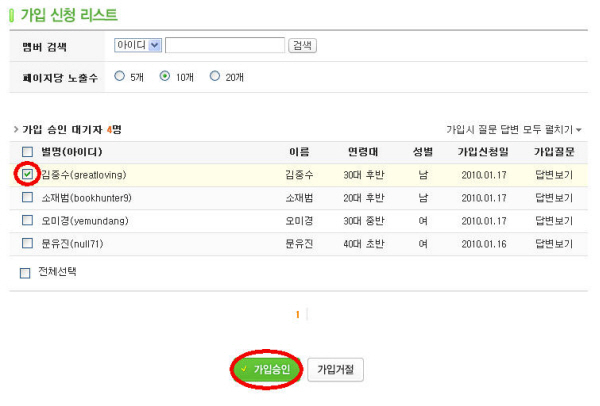 가입 신청 리스트
멤버 검색 아이디 검색
페이지당 노출수 5개 10개 20개
> 가입 승인 대기자 4명 가입시 질문 답변 모두 펼치기
별명(아이디) 이름 연령대 성별 가입신청일 가입질문
김중수(greatloving) 김중수 30대 후반 남 2010.01.17 답변보기
소재범(bookhunter9) 소재범 20대 후반 남 2010.01.17 답변보기
오미경(yemundang) 오미경 30대 중반 여 2010.01.17 답변보기
문유진(null71) 문유진 40대 초반 여 2010.01.16 답변보기
전체선택
1
가입승인 가입거절